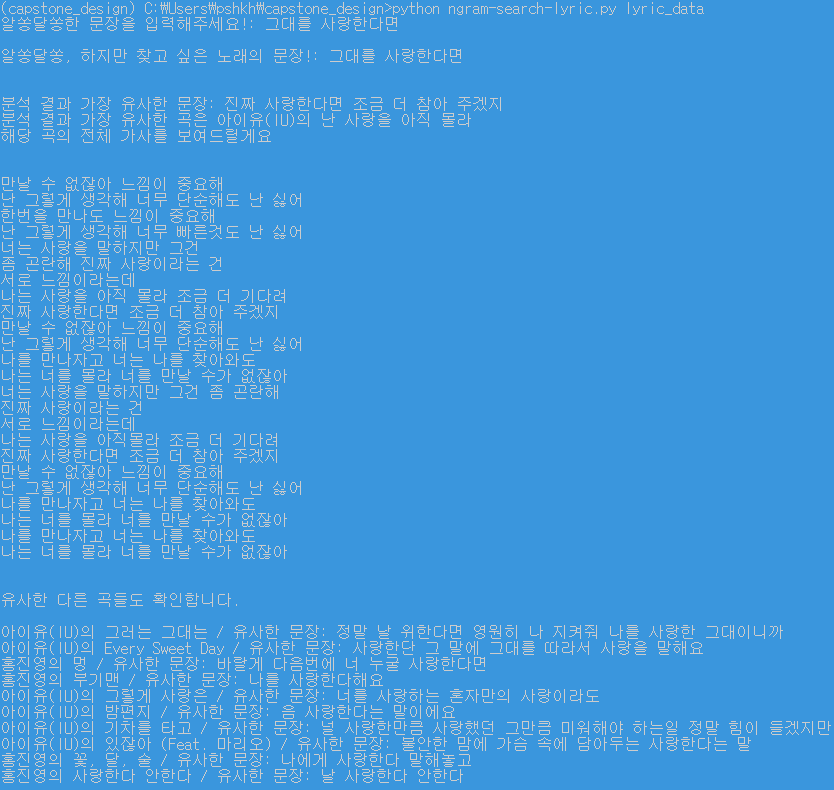 (capstone_design) C:₩Users₩pshkh₩capstone_design>python ngram-search-lyric.py lyric_data
알쏭달쏭한 문장을 입력해주세요!: 그대를 사랑한다면
알쏭달쏭, 하지만 찾고 싶은 노래의 문장!: 그대를 사랑한다면
분석 결과 가장 유사한 문장: 진짜 사랑한다면 조금 더 참아 주겠지
분석 결과 가장 유사한 곡은 아이유(IU)의 난 사랑을 아직 몰라
해당 곡의 전체 가사를 보여드릴게요
만날 수 없잖아 느낌이 중요해
난 그렇게 생각해 너무 단순해도 난 싫어
한번을 만나도 느낌이 중요해
난 그렇게 생각해 너무 빠른것도 난 싫어
너는 사랑을 말하지만 그건
좀 곤란해 진짜 사랑이라는 건
서로 느낌이라는데
나는 사랑을 아직 몰라 조금 더 기다려
진짜 사랑한다면 조금 더 참아 주겠지
만날 수 없잖아 느낌이 중요해
난 그렇게 생각해 너무 단순해도 난 싫어
나를 만나자고 너는 나를 찾아와도
나는 너를 몰라 너를 만날 수가 없잖아
너는 사랑을 말하지만 그건 좀 곤란해
진짜 사랑이라는 건
서로 느낌이라는데
나는 사랑을 아직몰라 조금 더 기다려
진짜 사랑한다면 조금 더 참아 주겠지
만날 수 없잖아 느낌이 중요해
난 그렇게 생각해 너무 단순해도 난 싫어
나를 만나자고 너는 나를 찾아와도
나는 너를 몰라 너를 만날 수가 없잖아
나를 만나자고 너는 나를 찾아와도
나는 너를 몰라 너를 만날 수가 없잖아
유사한 다른 곡들도 확인합니다.
아이유(IU)의 그러는 그대는 / 유사한 문장: 정말 날 위한다면 영원히 나 지켜줘 나를 사랑한 그대이니까
아이유(IU)의 Every Sweet Day / 유사한 문장: 사랑한단 그 말에 그대를 따라서 사랑을 말해요
홍진영의 멍 / 유사한 문장: 바랄게 다음번에 너 누굴 사랑한다면
홍진영의 부기맨 / 유사한 문장: 나를 사랑한다해요
아이유(IU)의 그렇게 사랑은 / 유사한 문장: 너를 사랑하는 혼자만의 사랑이라도
아이유(IU)의 밤편지 / 유사한 문장: 음 사랑한다는 말이에요
아이유(IU)의 기차를 타고 / 유사한 문장: 널 사랑한만큼 사랑했던 그만큼 미워해야 하는일 정말 힘이 들겠지만
아이유(IU)의 있잖아 (Feat. 마리오) / 유사한 문장: 불안한 맘에 가슴 속에 담아두는 사랑한다는 말
홍진영의 꽃, 달, 술 / 유사한 문장: 나에게 사랑한다 말해놓고
홍진영의 사랑한다 안한다 / 유사한 문장: 날 사랑한다 안한다